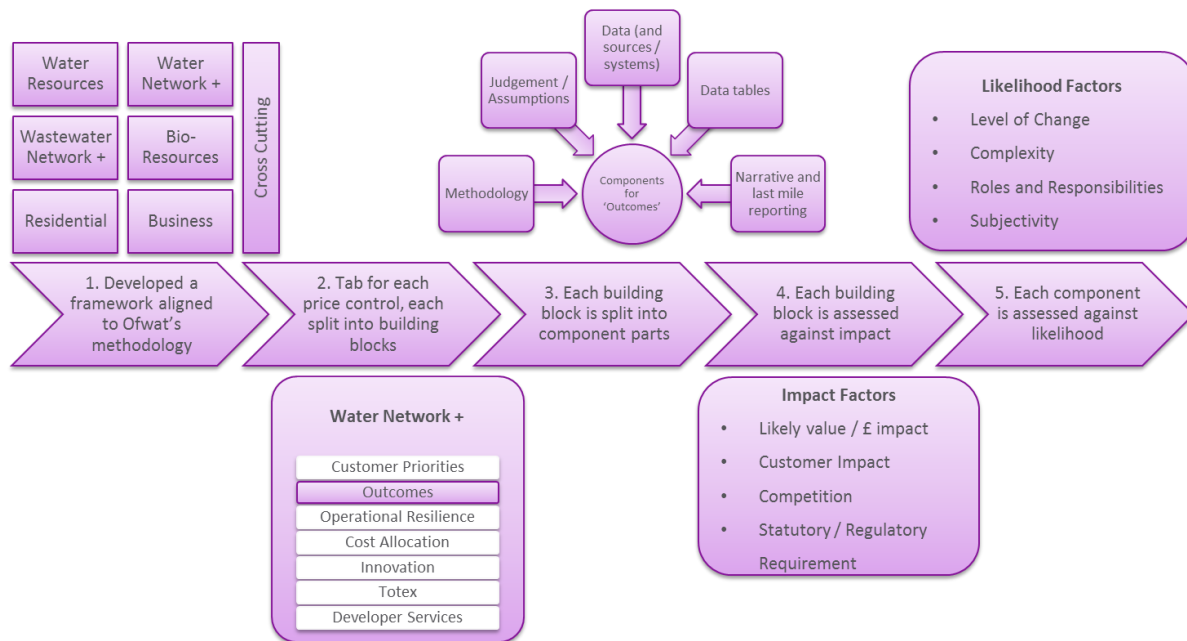 Water
Resources
Water
Network +
Wastewater
Network +
Bio-
Resources
Residential
Business
Cross Cutting
Methodology
Judgement /
Assumptions
Data (and
sources /
systems)
Data tables
Narrative and
last mile
reporting
Components
for
‘Outcomes’
Likelihood Factors
• Level of Change
• Complexity
• Roles and Responsibilities
• Subjectivity
1. Developed a
framework aligned
to Ofwat’s
methodology
2. Tab for each
price control, each
split into building
blocks
3. Each building
block is split into
component parts
4. Each building
block is assessed
against impact
5. Each component
is assessed against
likelihood
Water Network +
Customer Priorities
Outcomes
Operational Resilience
Cost Allocation
Innovation
Totex
Developer Services
Impact Factors
• Likely value / £ impact
• Customer Impact
• Competition
• Statutory / Regulatory
Requirement